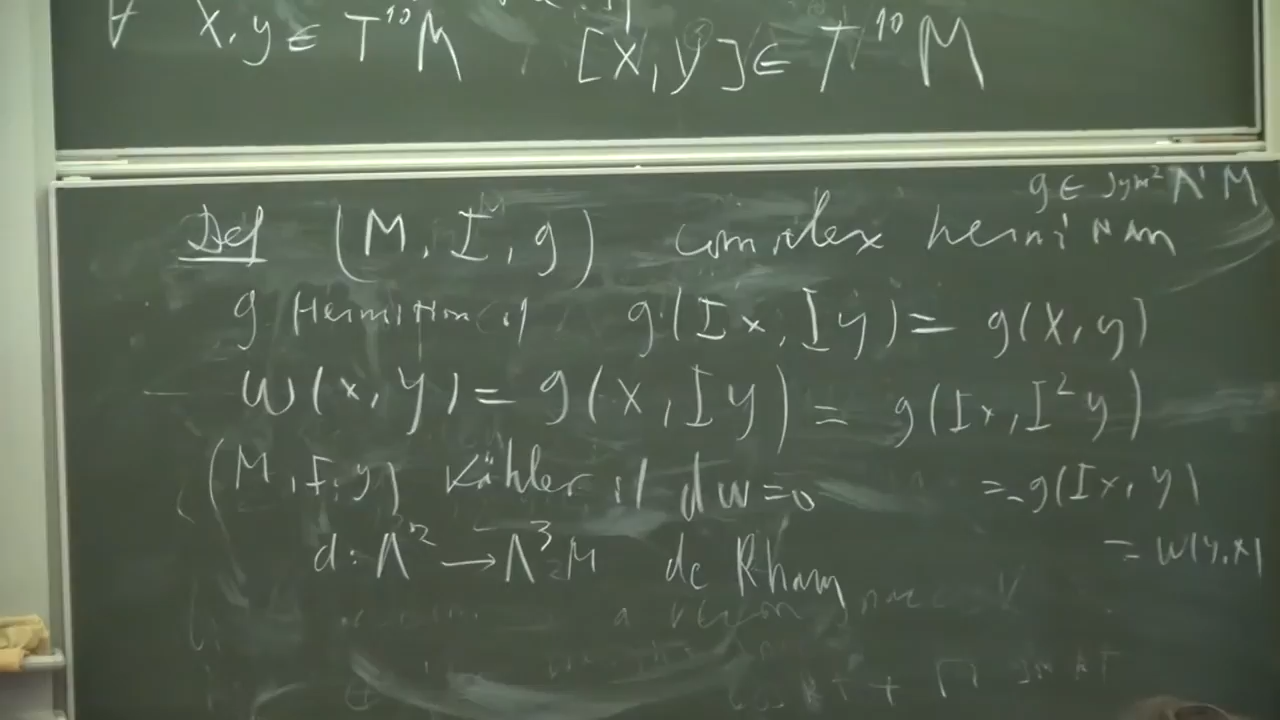 ∀ X, y ∈ T¹⁰M [X, Y] ∈ T¹⁰M
g ∈ Sym² Λ¹ M
Def (M, I, g) complex hermitian
g Hermitian if g(Ix, Iy) = g(X, y)
— ω(x, y) = g(x, Iy) = g(Ix, I²y)
(M, I, g) Kähler if dω = 0 = -g(Ix, y)
d: Λ² → Λ³M de Rham = ω(y, x)
a